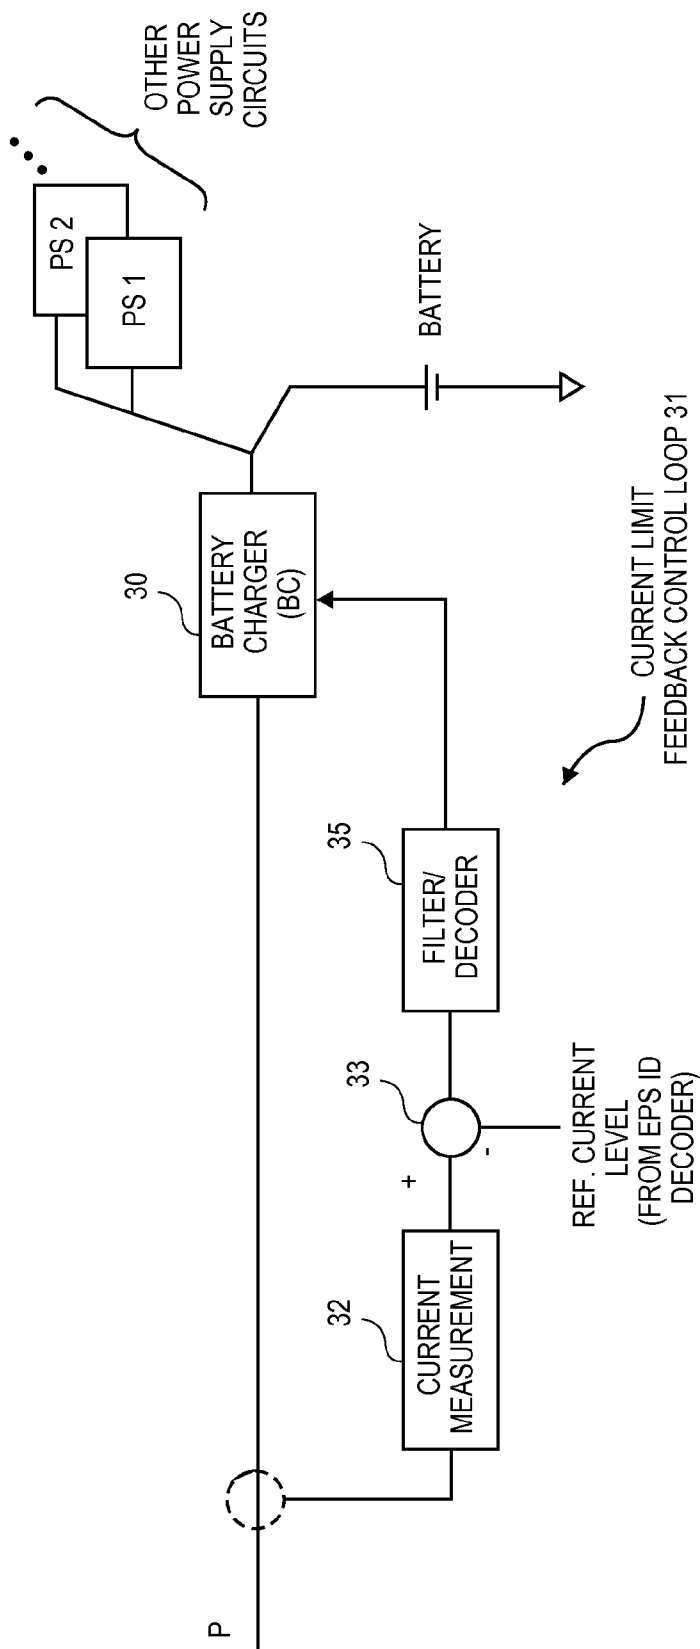 OTHER
POWER
SUPPLY
CIRCUITS
PS 2
PS 1
BATTERY
30
BATTERY
CHARGER
(BC)
CURRENT LIMIT
FEEDBACK CONTROL LOOP 31
35
FILTER/
DECODER
33
+
-
REF. CURRENT
LEVEL
(FROM EPS ID
DECODER)
32
CURRENT
MEASUREMENT
P